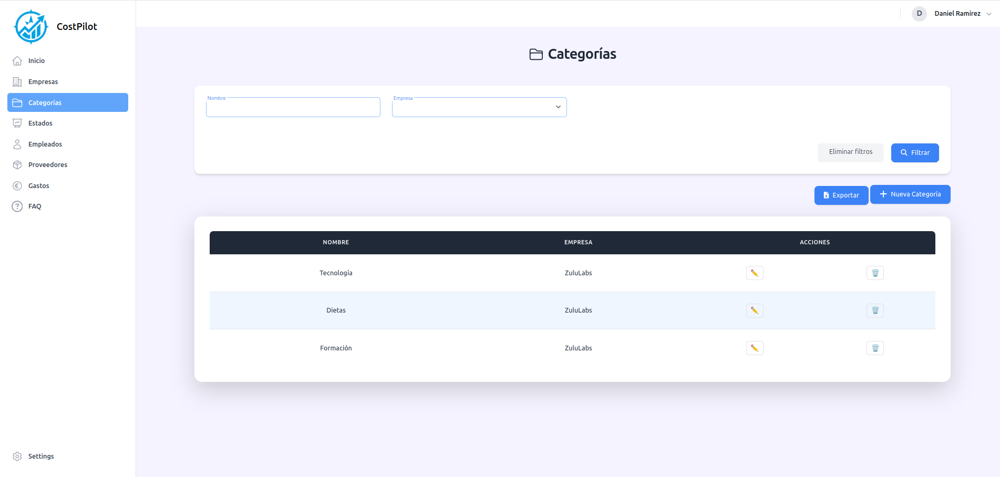 CostPilot
Inicio
Empresas
Categorías
Estados
Empleados
Proveedores
Gastos
FAQ
Settings
D Daniel Ramírez
Categorías
Nombre Empresa
Eliminar filtros Filtrar
Exportar Nueva Categoría
NOMBRE EMPRESA ACCIONES
Tecnología ZuluLabs
Dietas ZuluLabs
Formación ZuluLabs